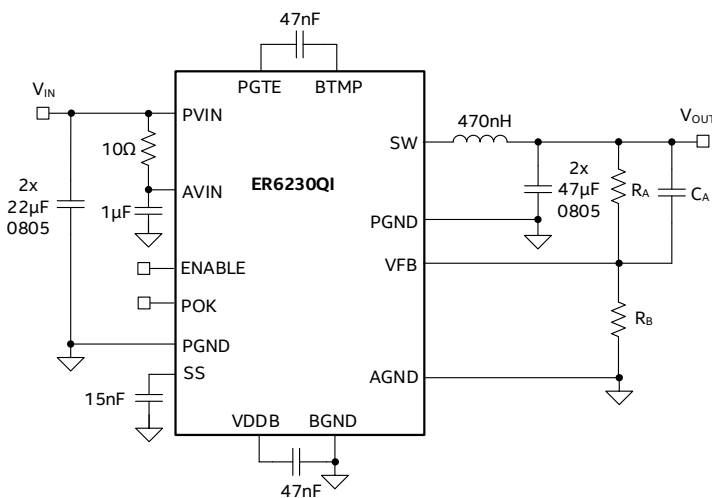 47nF
PGTE BTMP
VIN
PVIN
10Ω
AVIN
1µF
2x
22µF
0805
ER6230QI
SW
470nH
VOUT
2x
47µF
0805
RA
CA
PGND
VFB
ENABLE
POK
RB
PGND
SS
15nF
AGND
VDDB BGND
47nF